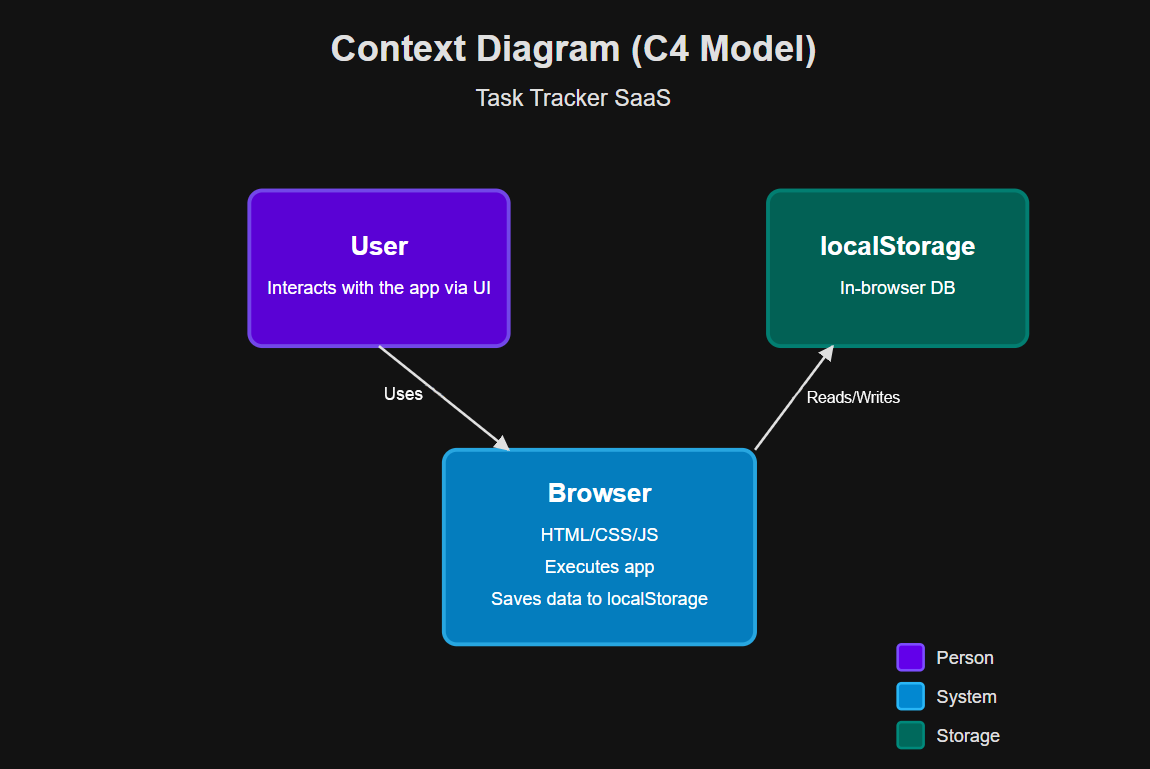 Context Diagram (C4 Model)
Task Tracker SaaS
User
Interacts with the app via UI
localStorage
In-browser DB
Uses
Reads/Writes
Browser
HTML/CSS/JS
Executes app
Saves data to localStorage
Person
System
Storage